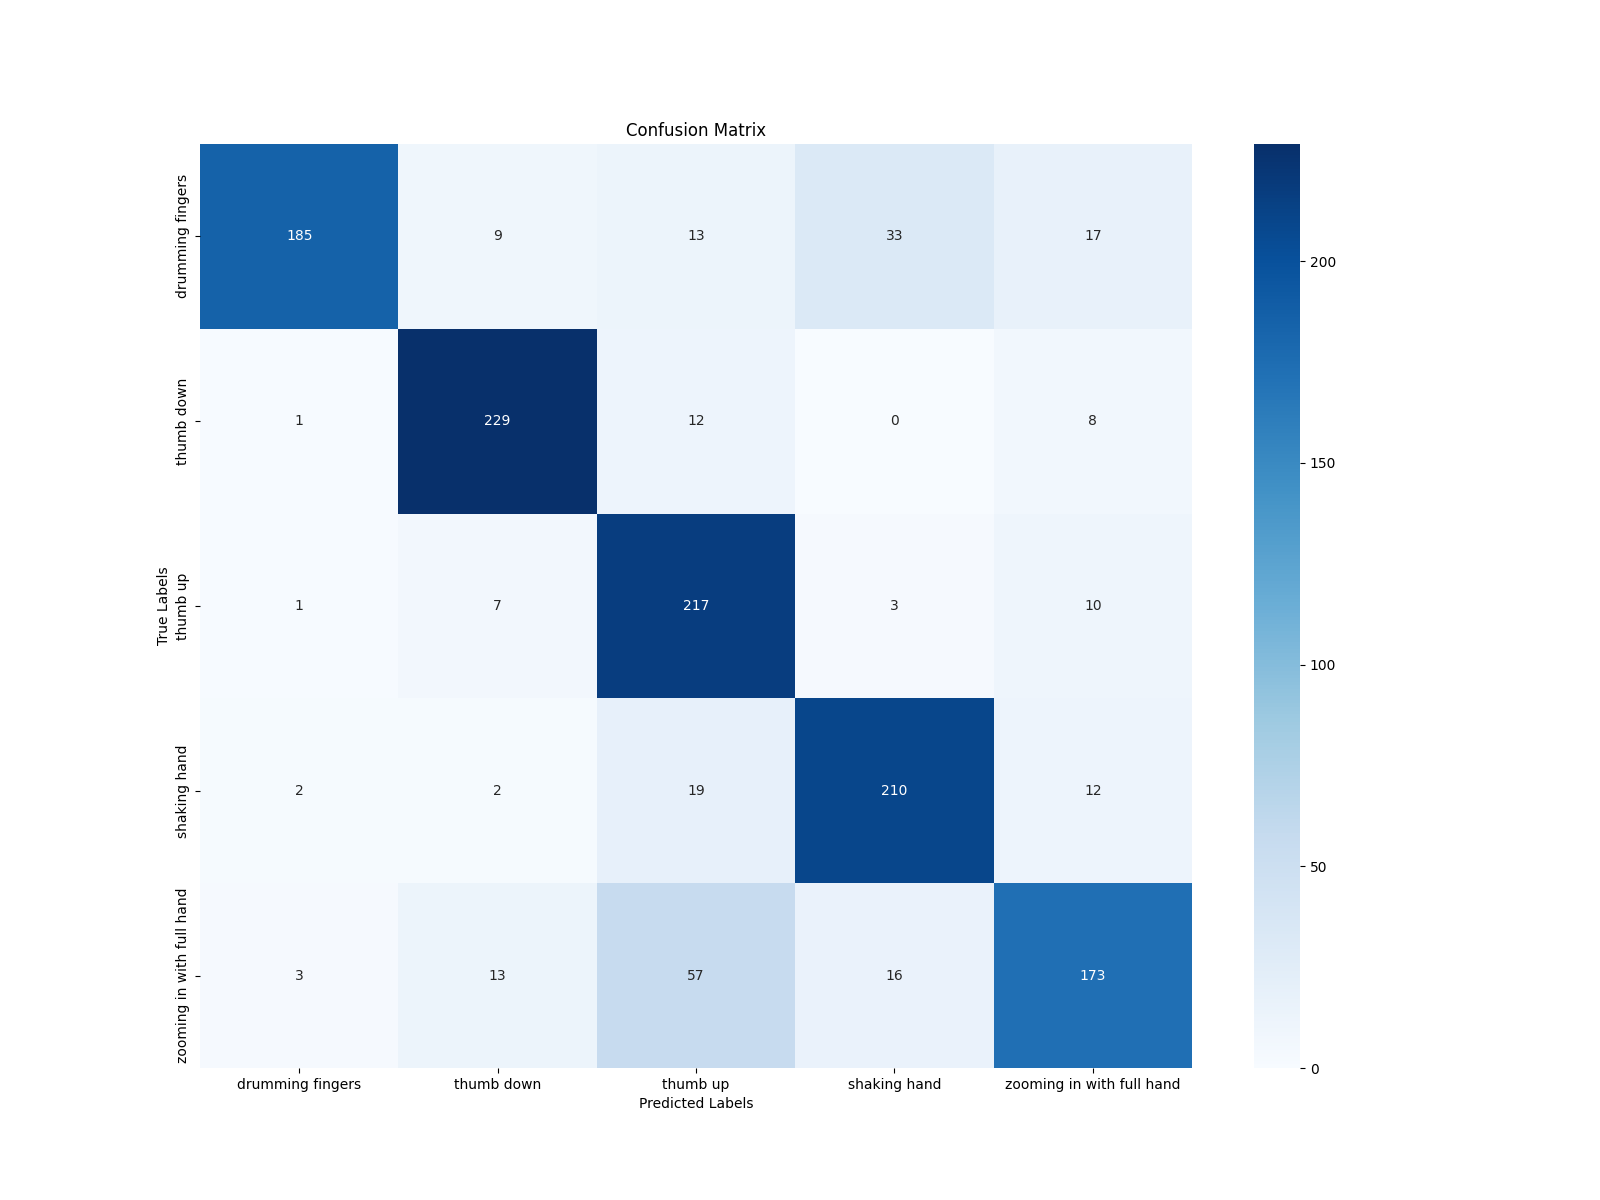 Confusion Matrix
drumming fingers
185 9 13 33 17
thumb down
1 229 12 0 8
True Labels
thumb up
1 7 217 3 10
shaking hand
2 2 19 210 12
zooming in with full hand
3 13 57 16 173
drumming fingers thumb down thumb up shaking hand zooming in with full hand
Predicted Labels
200
150
100
50
0